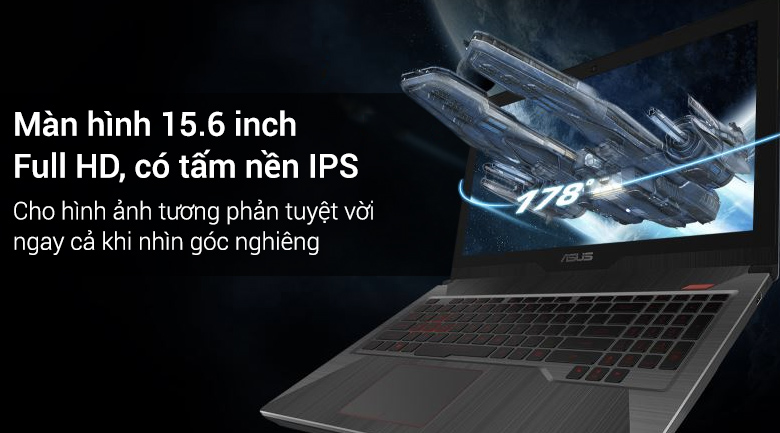 Màn hình 15.6 inch
Full HD, có tấm nền IPS
Cho hình ảnh tương phản tuyệt vời
ngay cả khi nhìn góc nghiêng
178°
ASUS